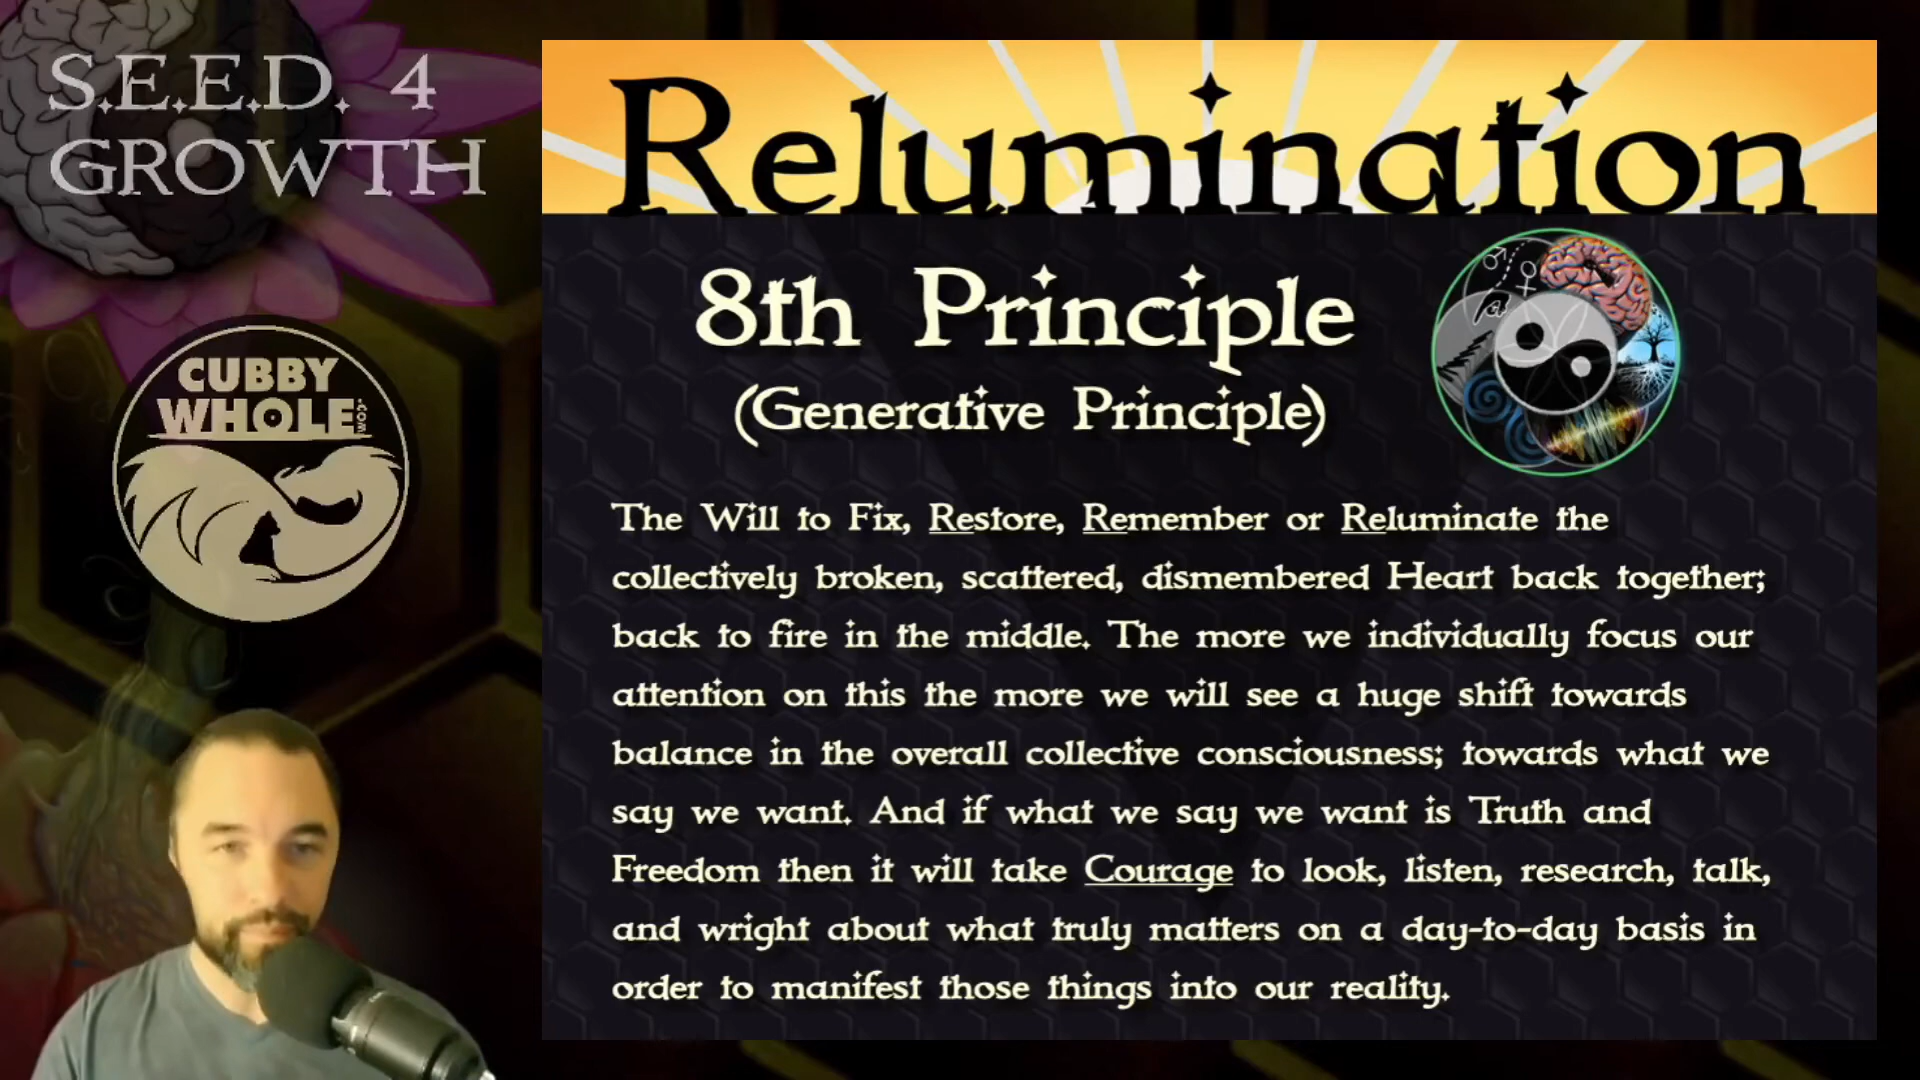 S.E.E.D. 4
GROWTH
CUBBY
WHOLE.COM
Relumination
8th Principle
(Generative Principle)
The Will to Fix, Restore, Remember or Reluminate the
collectively broken, scattered, dismembered Heart back together;
back to fire in the middle. The more we individually focus our
attention on this the more we will see a huge shift towards
balance in the overall collective consciousness; towards what we
say we want. And if what we say we want is Truth and
Freedom then it will take Courage to look, listen, research, talk,
and wright about what truly matters on a day-to-day basis in
order to manifest those things into our reality.